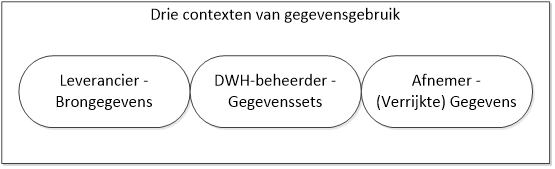 Drie contexten van gegevensgebruik
Leverancier -
Brongegevens
DWH-beheerder -
Gegevenssets
Afnemer -
(Verrijkte) Gegevens